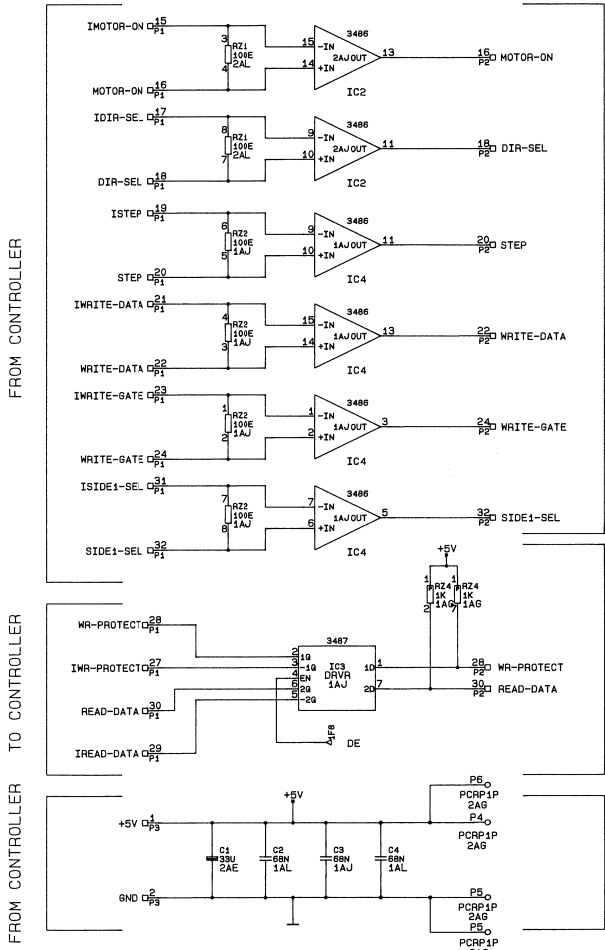 FROM CONTROLLER
IMOTOR-ON 15 P1
3 RZ1 100E 2AL 4
15 -IN 3486 2AJ OUT 13
14 +IN
IC2
16 P2 MOTOR-ON
MOTOR-ON 16 P1
IDIR-SEL 17 P1
8 RZ1 100E 2AL 7
9 -IN 3486 2AJ OUT 11
10 +IN
IC2
18 P2 DIR-SEL
DIR-SEL 18 P1
ISTEP 19 P1
6 RZ2 100E 1AJ 5
9 -IN 3486 1AJ OUT 11
10 +IN
IC4
20 P2 STEP
STEP 20 P1
IWRITE-DATA 21 P1
4 RZ2 100E 1AJ 3
15 -IN 3486 1AJ OUT 13
14 +IN
IC4
22 P2 WRITE-DATA
WRITE-DATA 22 P1
IWRITE-GATE 23 P1
1 RZ2 100E 1AJ 2
1 -IN 3486 1AJ OUT 3
2 +IN
IC4
24 P2 WRITE-GATE
WRITE-GATE 24 P1
ISIDE1-SEL 31 P1
7 RZ2 100E 1AJ 8
7 -IN 3486 1AJ OUT 5
6 +IN
IC4
32 P2 SIDE1-SEL
SIDE1-SEL 32 P1
TO CONTROLLER
+5V
1 RZ4 1K 1AG 2
1 RZ4 1K 1AG 7
WR-PROTECT 28 P1
IWR-PROTECT 27 P1
READ-DATA 30 P1
IREAD-DATA 29 P1
3487
IC3
DRVR
1AJ
2 1Q
3 -1Q
4 EN
6 2Q
5 -2Q
1D 1
2D 7
28 P2 WR-PROTECT
30 P2 READ-DATA
1F8 DE
FROM CONTROLLER
+5V 1 P3
+5V
C1 33U 2AE
C2 68N 1AL
C3 68N 1AJ
C4 68N 1AL
GND 2 P3
P6
PCRP1P
2AG
P4
PCRP1P
2AG
P5
PCRP1P
2AG
P5
PCRP1P